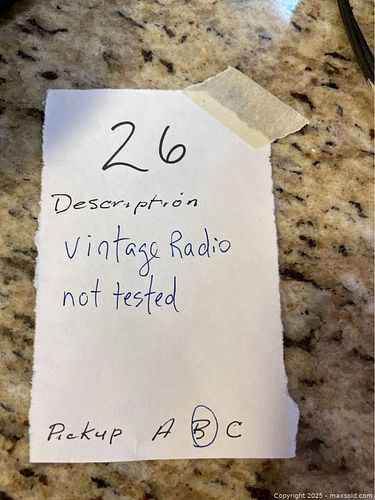 26
Description
Vintage Radio
not tested
Pickup A B C
Copyright 2025 - maxsold.com